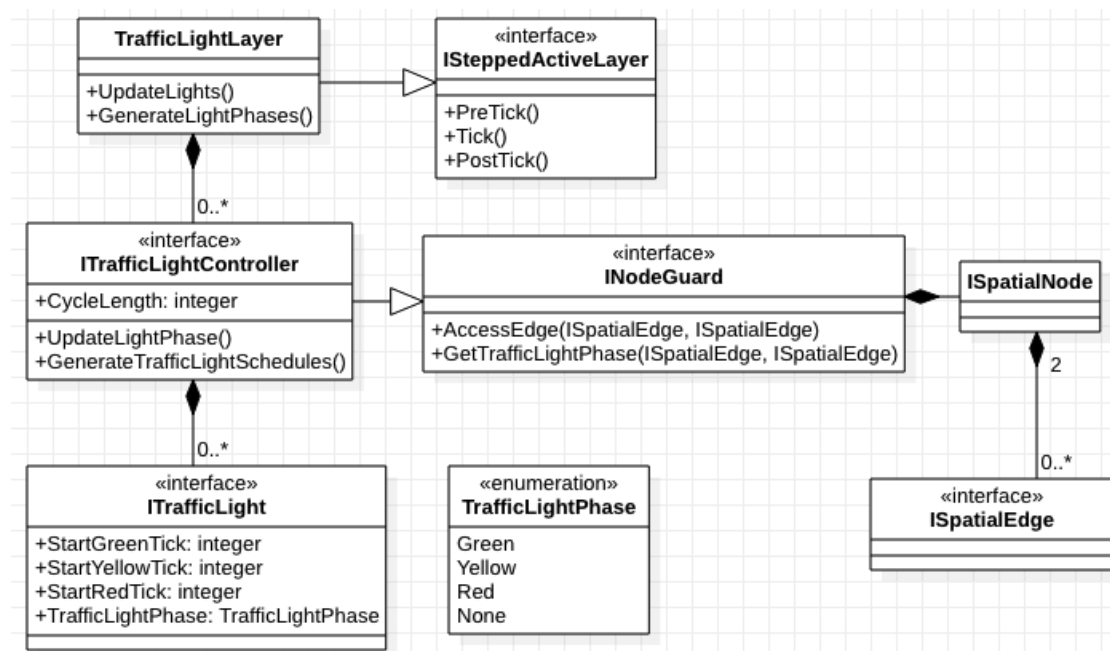 TrafficLightLayer
+UpdateLights()
+GenerateLightPhases()
«interface»
ISteppedActiveLayer
+PreTick()
+Tick()
+PostTick()
0..*
«interface»
ITrafficLightController
+CycleLength: integer
+UpdateLightPhase()
+GenerateTrafficLightSchedules()
«interface»
INodeGuard
+AccessEdge(ISpatialEdge, ISpatialEdge)
+GetTrafficLightPhase(ISpatialEdge, ISpatialEdge)
ISpatialNode
2
0..*
0..*
«interface»
ITrafficLight
+StartGreenTick: integer
+StartYellowTick: integer
+StartRedTick: integer
+TrafficLightPhase: TrafficLightPhase
«enumeration»
TrafficLightPhase
Green
Yellow
Red
None
«interface»
ISpatialEdge